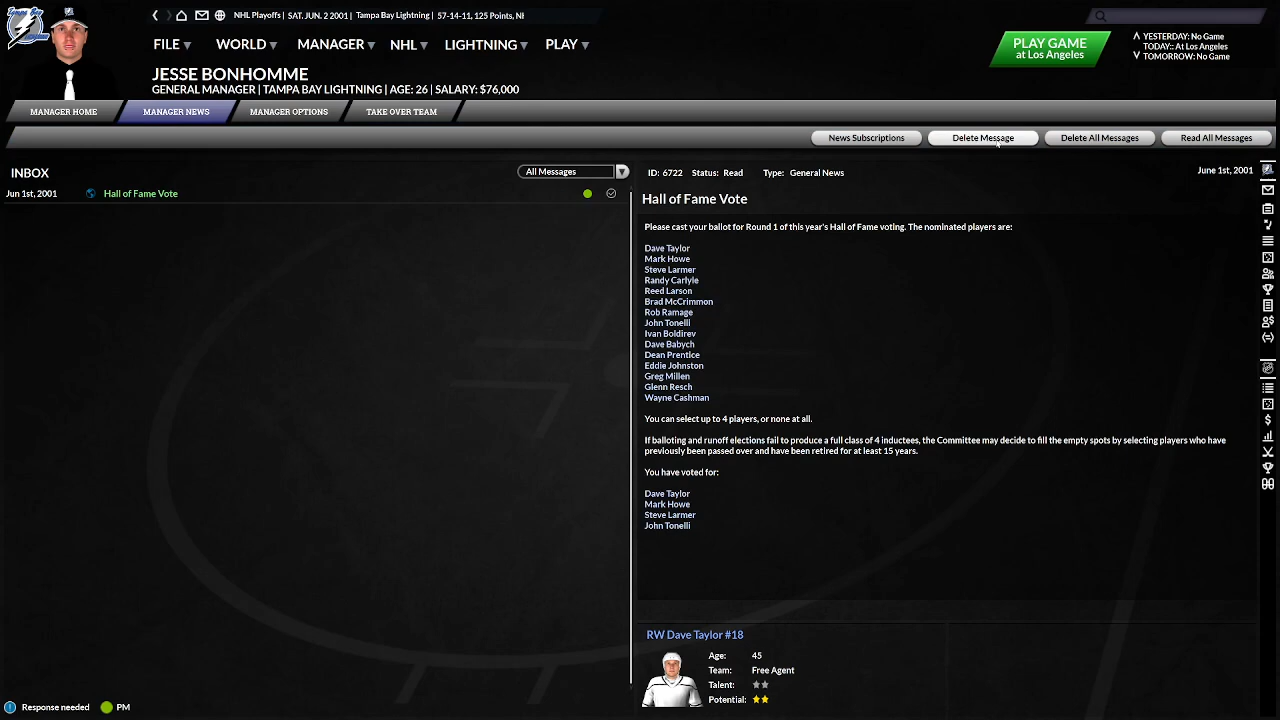 NHL Playoffs | SAT. JUN. 2 2001 | Tampa Bay Lightning | 57-14-11, 125 Points, NH
FILE WORLD MANAGER NHL LIGHTNING PLAY
PLAY GAME
at Los Angeles
YESTERDAY: No Game
TODAY:: At Los Angeles
TOMORROW: No Game
JESSE BONHOMME
GENERAL MANAGER | TAMPA BAY LIGHTNING | AGE: 26 | SALARY: $76,000
MANAGER HOME MANAGER NEWS MANAGER OPTIONS TAKE OVER TEAM
News Subscriptions Delete Message Delete All Messages Read All Messages
INBOX All Messages
Jun 1st, 2001 Hall of Fame Vote
ID: 6722 Status: Read Type: General News June 1st, 2001
Hall of Fame Vote
Please cast your ballot for Round 1 of this year's Hall of Fame voting. The nominated players are:
Dave Taylor
Mark Howe
Steve Larmer
Randy Carlyle
Reed Larson
Brad McCrimmon
Rob Ramage
John Tonelli
Ivan Boldirev
Dave Babych
Dean Prentice
Eddie Johnston
Greg Millen
Glenn Resch
Wayne Cashman
You can select up to 4 players, or none at all.
If balloting and runoff elections fail to produce a full class of 4 inductees, the Committee may decide to fill the empty spots by selecting players who have
previously been passed over and have been retired for at least 15 years.
You have voted for:
Dave Taylor
Mark Howe
Steve Larmer
John Tonelli
RW Dave Taylor #18
Age: 45
Team: Free Agent
Talent:
Potential:
Response needed PM